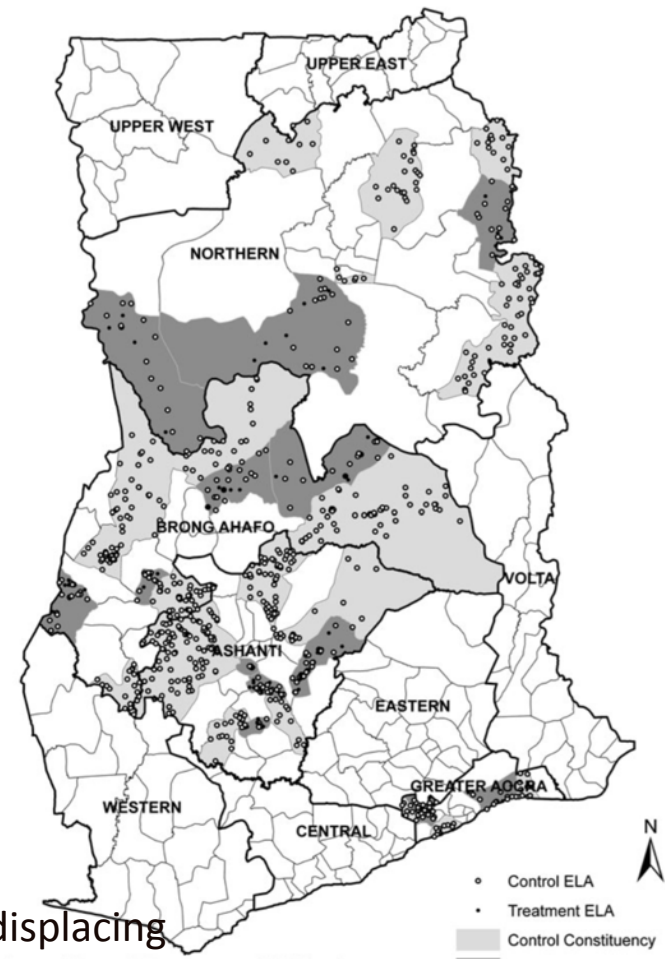 UPPER EAST
UPPER WEST
NORTHERN
BRONG AHAFO
VOLTA
ASHANTI
EASTERN
GREATER ACCRA
WESTERN
CENTRAL
N
Control ELA
Treatment ELA
Control Constituency
displacing